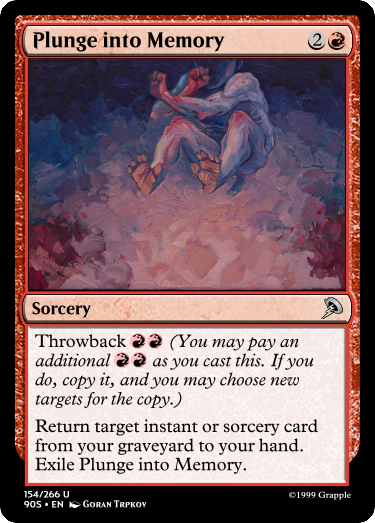 Plunge into Memory 2
Sorcery
Throwback (You may pay an
additional as you cast this. If you
do, copy it, and you may choose new
targets for the copy.)
Return target instant or sorcery card
from your graveyard to your hand.
Exile Plunge into Memory.
154/266 U
90S • EN Goran Trpkov
©1999 Grapple